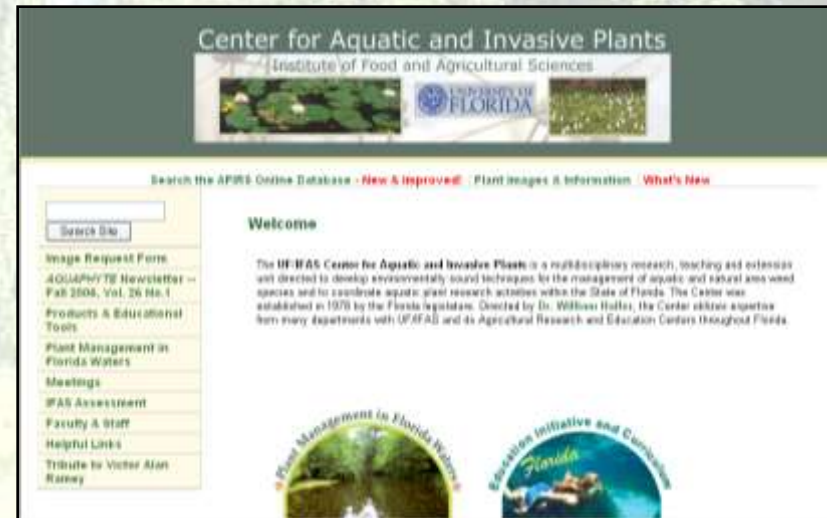 Center for Aquatic and Invasive Plants
Institute of Food and Agricultural Sciences
UNIVERSITY OF
FLORIDA
Search the APIRS Online Database - New & Improved! Plant Images & Information What's New
Search Site
Image Request Form
AQUAPHYTE Newsletter --
Fall 2006, Vol. 26 No.1
Products & Educational
Tools
Plant Management in
Florida Waters
Meetings
IFAS Assessment
Faculty & Staff
Helpful Links
Tribute to Victor Alan
Ramey
Welcome
The UF/IFAS Center for Aquatic and Invasive Plants is a multidisciplinary research, teaching and extension
unit directed to develop environmentally sound techniques for the management of aquatic and natural area weed
species and to coordinate aquatic plant research activities within the State of Florida. The Center was
established in 1978 by the Florida legislature. Directed by Dr. William Haller, the Center utilizes expertise
from many departments with UF/IFAS and its Agricultural Research and Education Centers throughout Florida.
Plant Management in Florida Waters
Education Initiative and Curriculum
Florida